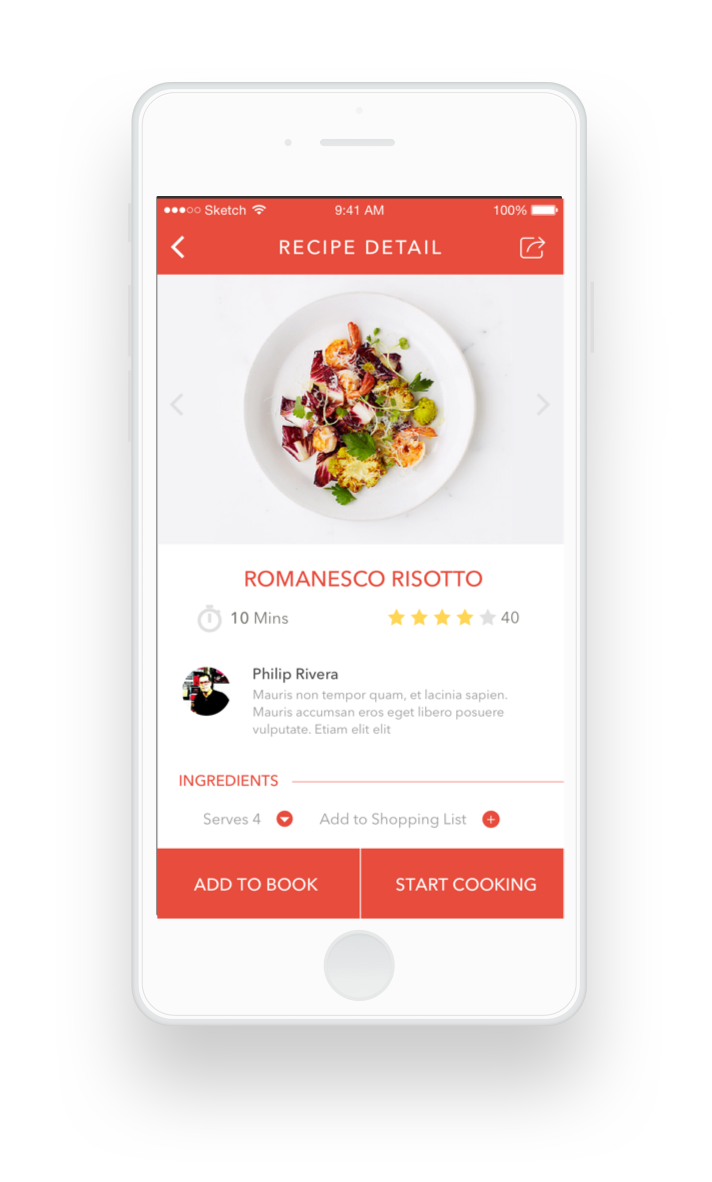 Sketch 9:41 AM 100%
RECIPE DETAIL
ROMANESCO RISOTTO
10 Mins 40
Philip Rivera
Mauris non tempor quam, et lacinia sapien.
Mauris accumsan eros eget libero posuere
vulputate. Etiam elit elit
INGREDIENTS
Serves 4 Add to Shopping List
ADD TO BOOK START COOKING